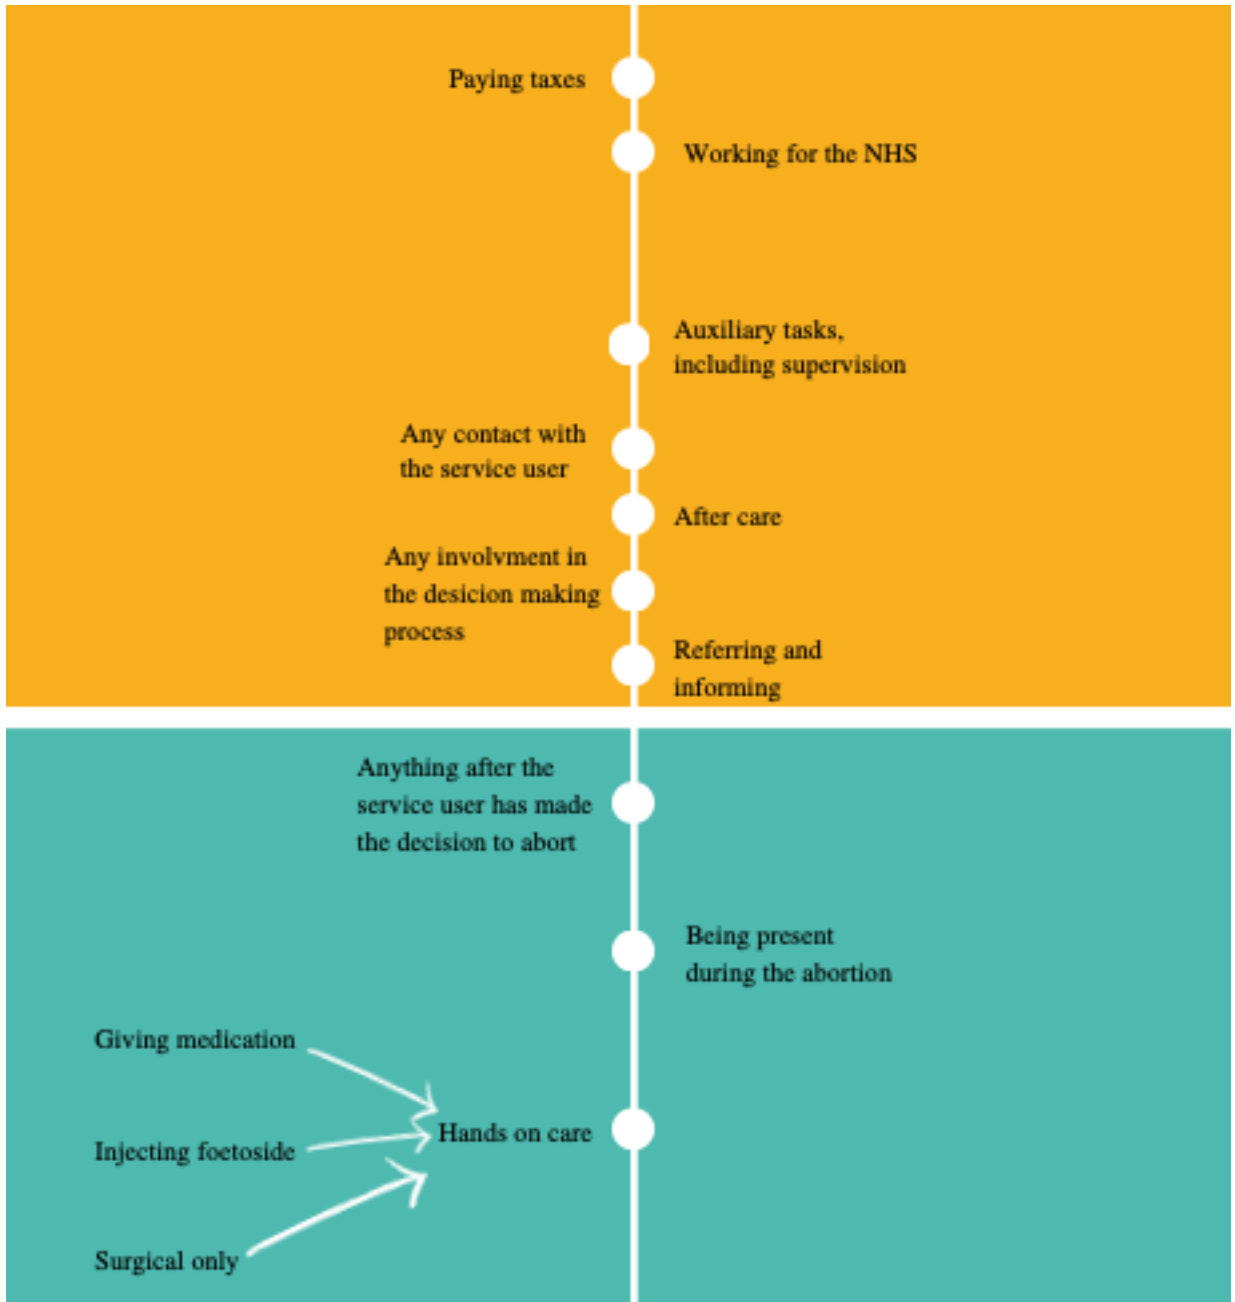 Paying taxes
Working for the NHS
Auxiliary tasks,
including supervision
Any contact with
the service user
After care
Any involvment in
the desicion making
process
Referring and
informing
Anything after the
service user has made
the decision to abort
Being present
during the abortion
Giving medication
Hands on care
Injecting foetoside
Surgical only